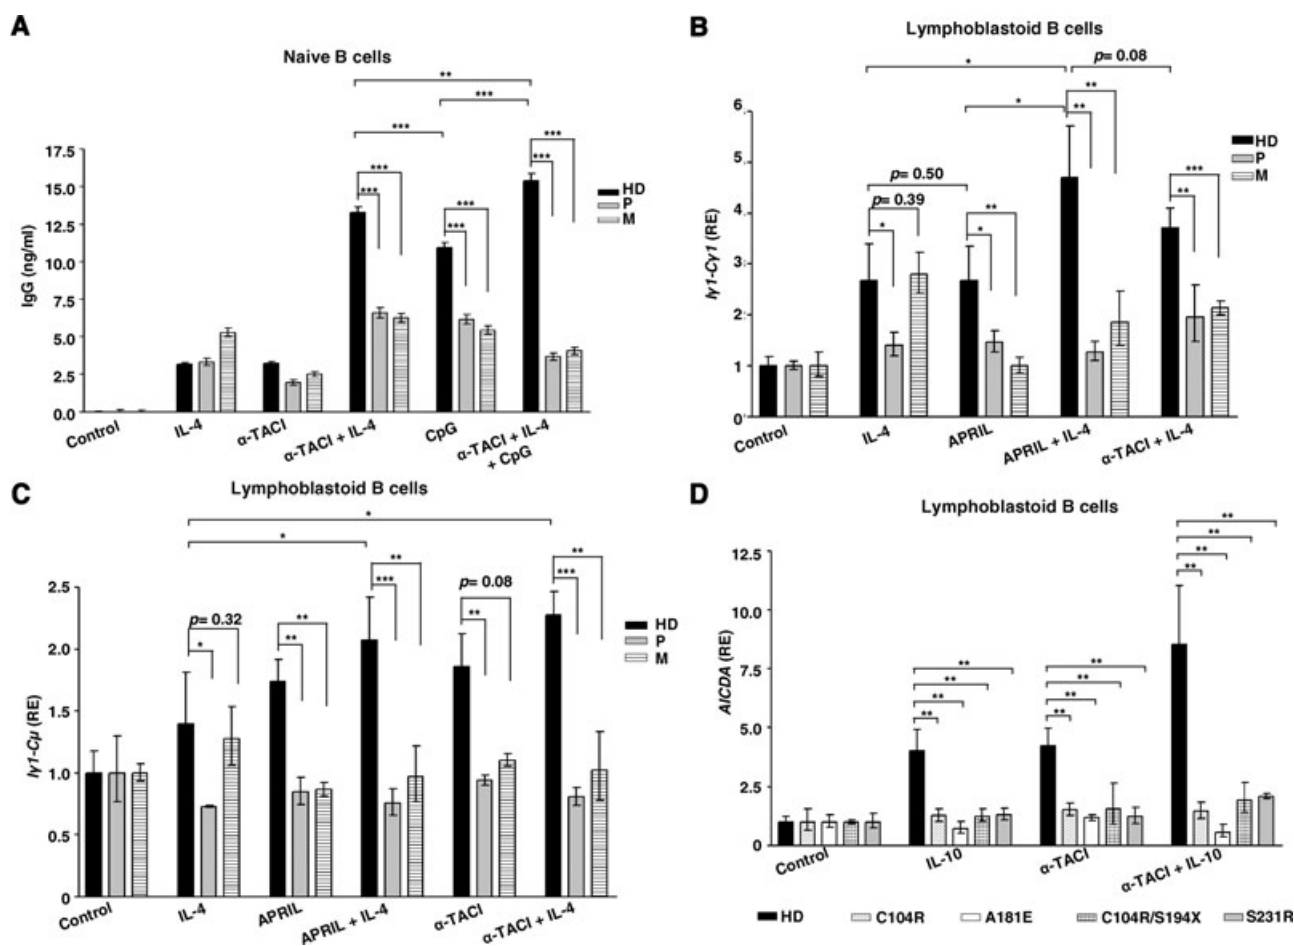 A
Naive B cells
IgG (ng/ml)
17.5
15.0
12.5
10.0
7.5
5.0
2.5
0.0
**
***
***
***
***
***
***
***
***
HD
P
M
Control
IL-4
α-TACI
α-TACI + IL-4
CpG
α-TACI + IL-4
+ CpG
B
Lymphoblastoid B cells
Iγ1-Cγ1 (RE)
6
5
4
3
2
1
0
*
p= 0.08
*
**
**
p= 0.50
p= 0.39
*
**
*
***
**
HD
P
M
Control
IL-4
APRIL
APRIL + IL-4
α-TACI + IL-4
C
Lymphoblastoid B cells
Iγ1-Cμ (RE)
2.5
2.0
1.5
1.0
0.5
0
*
*
p= 0.32
*
**
**
**
***
p= 0.08
**
**
***
HD
P
M
Control
IL-4
APRIL
APRIL + IL-4
α-TACI
α-TACI + IL-4
D
Lymphoblastoid B cells
AICDA (RE)
12.5
10.0
7.5
5.0
2.5
0
**
**
**
**
**
**
**
**
**
**
**
**
Control
IL-10
α-TACI
α-TACI + IL-10
HD
C104R
A181E
C104R/S194X
S231R